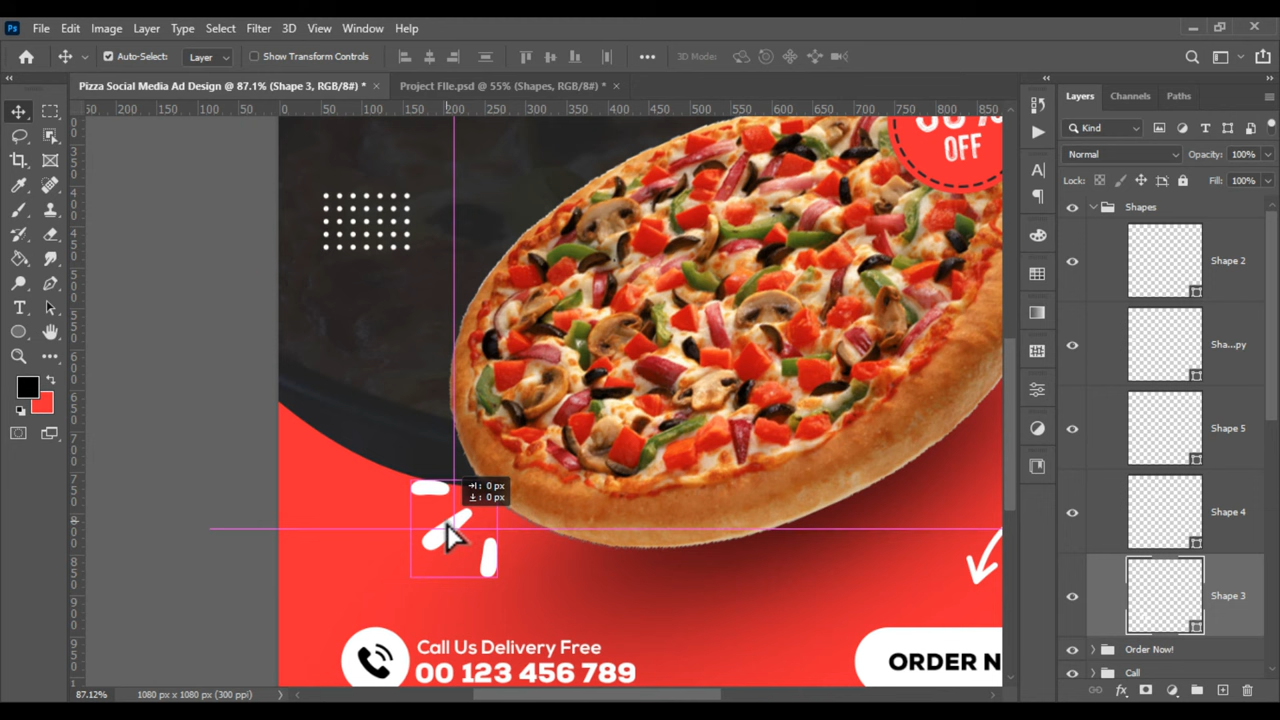 Ps File Edit Image Layer Type Select Filter 3D View Window Help
Auto-Select: Layer Show Transform Controls 3D Mode:
Pizza Social Media Ad Design @ 87.1% (Shape 3, RGB/8#) * Project FIle.psd @ 55% (Shapes, RGB/8#) *
200 150 100 50 0 50 100 150 200 250 300 350 400 450 500 550 600 650 700 750 800 850
OFF
0 px
0 px
Call Us Delivery Free
00 123 456 789
ORDER N
87.12% 1080 px x 1080 px (300 ppi)
Layers Channels Paths
Kind
Normal Opacity: 100%
Lock: Fill: 100%
Shapes
Shape 2
Sha...py
Shape 5
Shape 4
Shape 3
Order Now!
Call